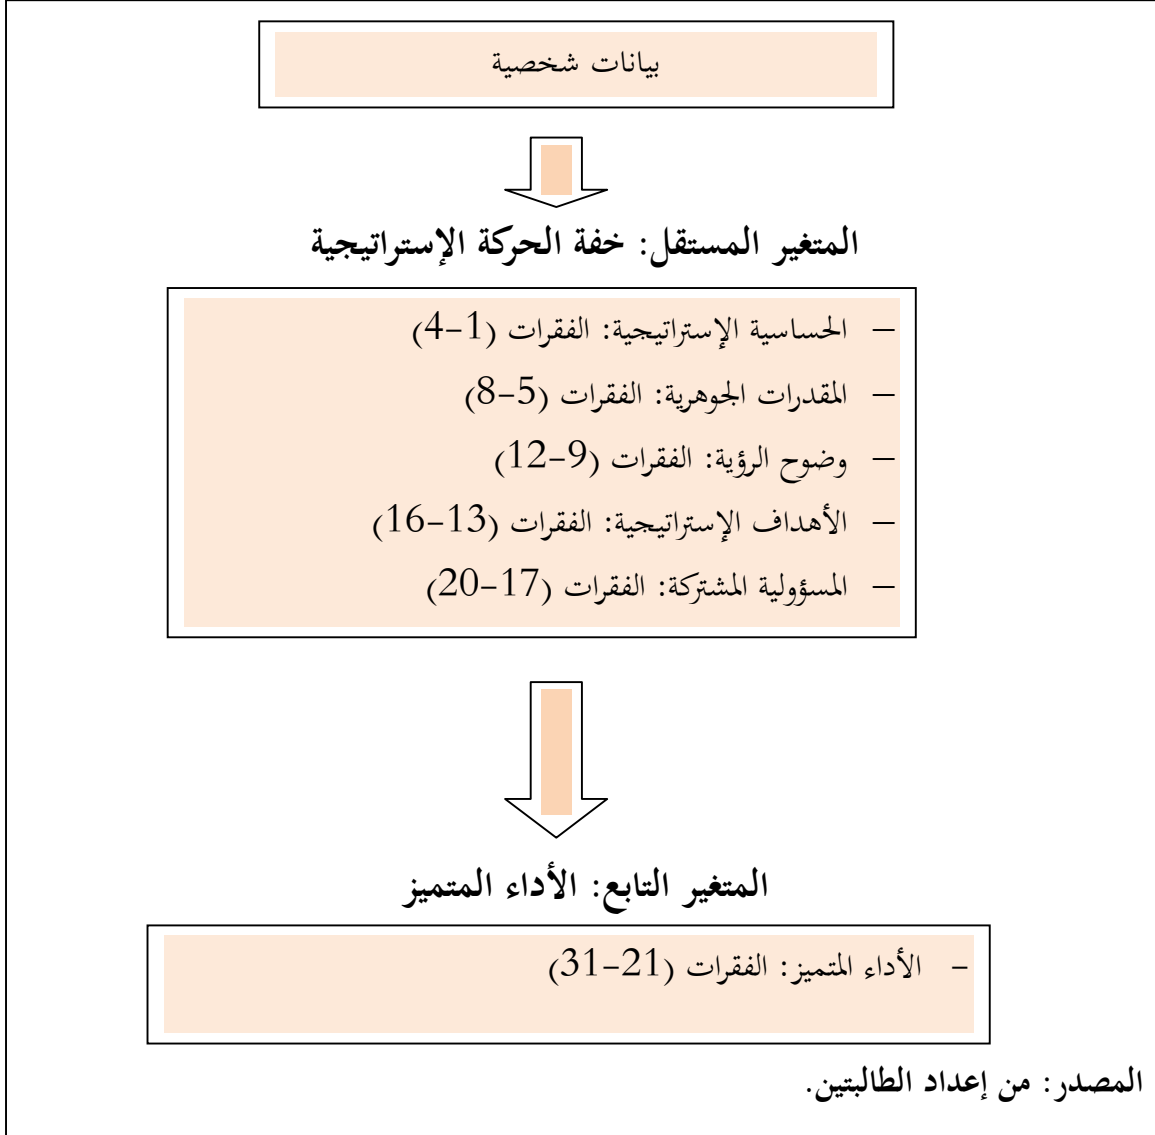 بيانات شخصية
المتغير المستقل: خفة الحركة الإستراتيجية
– الحساسية الإستراتيجية: الفقرات (1-4)
– المقدرات الجوهرية: الفقرات (5-8)
– وضوح الرؤية: الفقرات (9-12)
– الأهداف الإستراتيجية: الفقرات (13-16)
– المسؤولية المشتركة: الفقرات (17-20)
المتغير التابع: الأداء المتميز
- الأداء المتميز: الفقرات (21-31)
المصدر: من إعداد الطالبتين.